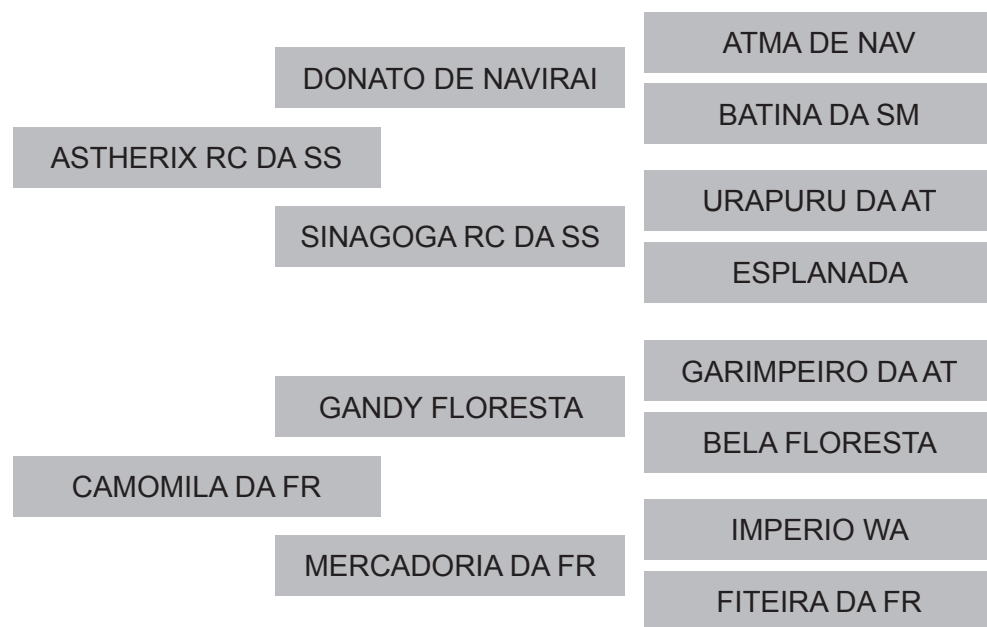 ATMA DE NAV
DONATO DE NAVIRAI
BATINA DA SM
ASTHERIX RC DA SS
URAPURU DA AT
SINAGOGA RC DA SS
ESPLANADA
GARIMPEIRO DA AT
GANDY FLORESTA
BELA FLORESTA
CAMOMILA DA FR
IMPERIO WA
MERCADORIA DA FR
FITEIRA DA FR